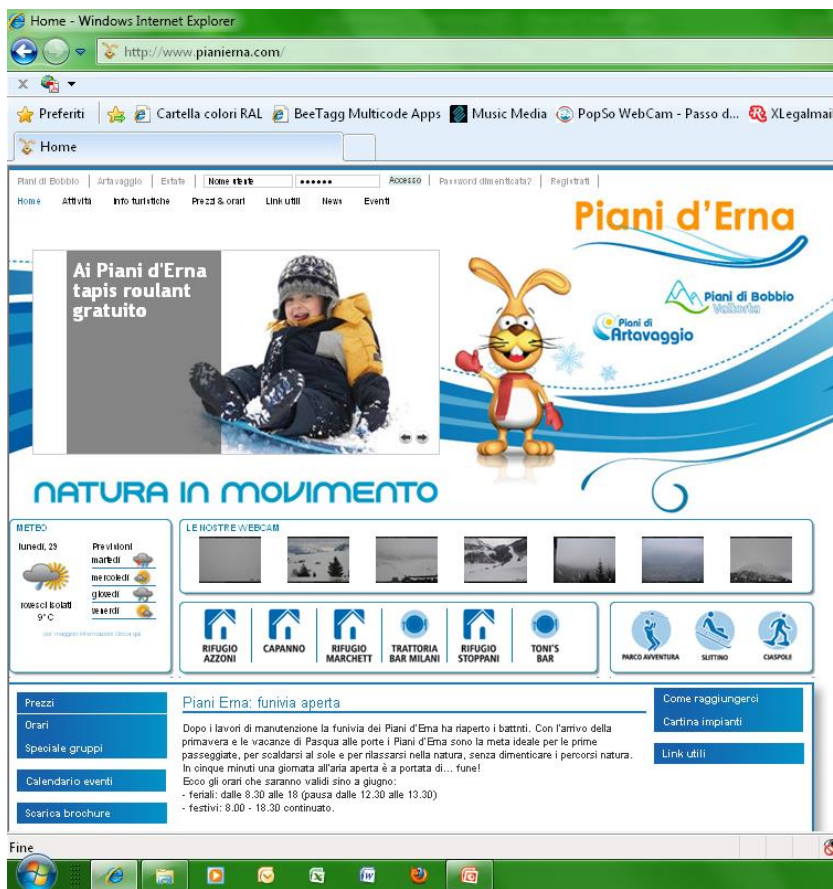 Home - Windows Internet Explorer
http://www.pianierna.com/
Preferiti Cartella colori RAL BeeTagg Multicode Apps Music Media PopSo WebCam - Passo d... XLegalmail
Home
Piani di Bobbio Artavaggio Estate Nome utente •••••• Accesso Password dimenticata? Registrati
Home Attività Info turistiche Prezzi & orari Link utili News Eventi
Piani d'Erna
Ai Piani d'Erna
tapis roulant
gratuito
Piani di Bobbio
Valtorta
Piani di
Artavaggio
NATURA IN MOVIMENTO
METEO
lunedì, 29
Previsioni
martedì
mercoledì
giovedì
venerdì
rovesci isolati
9°C
per maggiori informazioni clicca qui
LE NOSTRE WEBCAM
RIFUGIO
AZZONI
CAPANNO
RIFUGIO
MARCHETT
TRATTORIA
BAR MILANI
RIFUGIO
STOPPANI
TONI'S
BAR
PARCO AVVENTURA
SLITTINO
CIASPOLE
Prezzi
Orari
Speciale gruppi
Calendario eventi
Scarica brochure
Piani Erna: funivia aperta
Dopo i lavori di manutenzione la funivia dei Piani d'Erna ha riaperto i battnti. Con l'arrivo della
primavera e le vacanze di Pasqua alle porte i Piani d'Erna sono la meta ideale per le prime
passeggiate, per scaldarsi al sole e per rilassarsi nella natura, senza dimenticare i percorsi natura.
In cinque minuti una giornata all'aria aperta è a portata di... fune!
Ecco gli orari che saranno validi sino a giugno:
- feriali: dalle 8.30 alle 18 (pausa dalle 12.30 alle 13.30)
- festivi: 8.00 - 18.30 continuato.
Come raggiungerci
Cartina impianti
Link utili
Fine